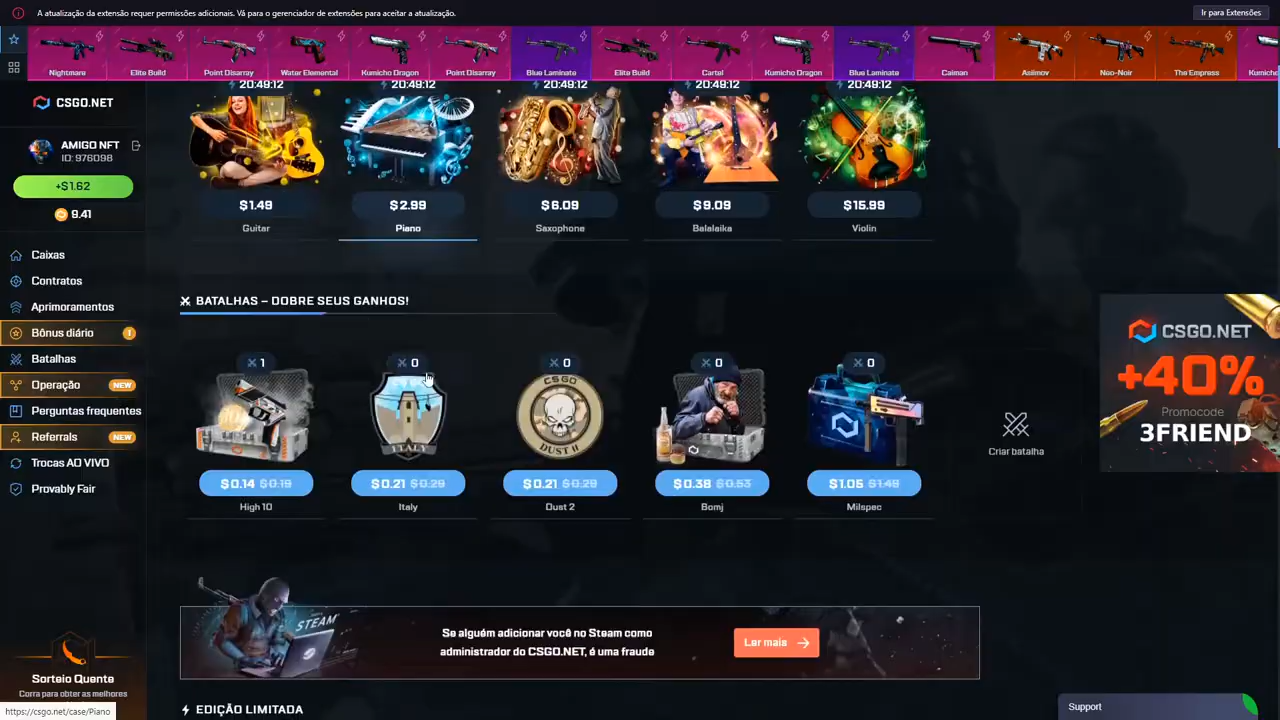 A atualização da extensão requer permissões adicionais. Vá para o gerenciador de extensões para aceitar a atualização.
Ir para Extensões
Nightmare
Elite Build
Point Disarray
Water Elemental
Kumicho Dragon
Point Disarray
Blue Laminate
Elite Build
Cartel
Kumicho Dragon
Blue Laminate
Caiman
Asiimov
Neo-Noir
The Empress
Kumich
20:49:12
20:49:12
20:49:12
20:49:12
20:49:12
CSGO.NET
AMIGO NFT
ID: 976098
+$1.62
9.41
$1.49
$2.99
$6.09
$9.09
$15.99
Guitar
Piano
Saxophone
Balalaika
Violin
Caixas
Contratos
Aprimoramentos
Bônus diário 1
Batalhas
Operação NEW
Perguntas frequentes
Referrals NEW
Trocas AO VIVO
Provably Fair
BATALHAS – DOBRE SEUS GANHOS!
1
0
0
0
0
ITALY
CSGO
DUST II
$0.14 $0.19
$0.21 $0.29
$0.21 $0.29
$0.38 $0.53
$1.05 $1.49
High 10
Italy
Dust 2
Bomj
Milspec
Criar batalha
CSGO.NET
+40%
Promocode
3FRIEND
STEAM
Se alguém adicionar você no Steam como
administrador do CSGO.NET, é uma fraude
Ler mais
Sorteio Quente
Corra para obter as melhores
https://csgo.net/case/Piano
EDIÇÃO LIMITADA
Support